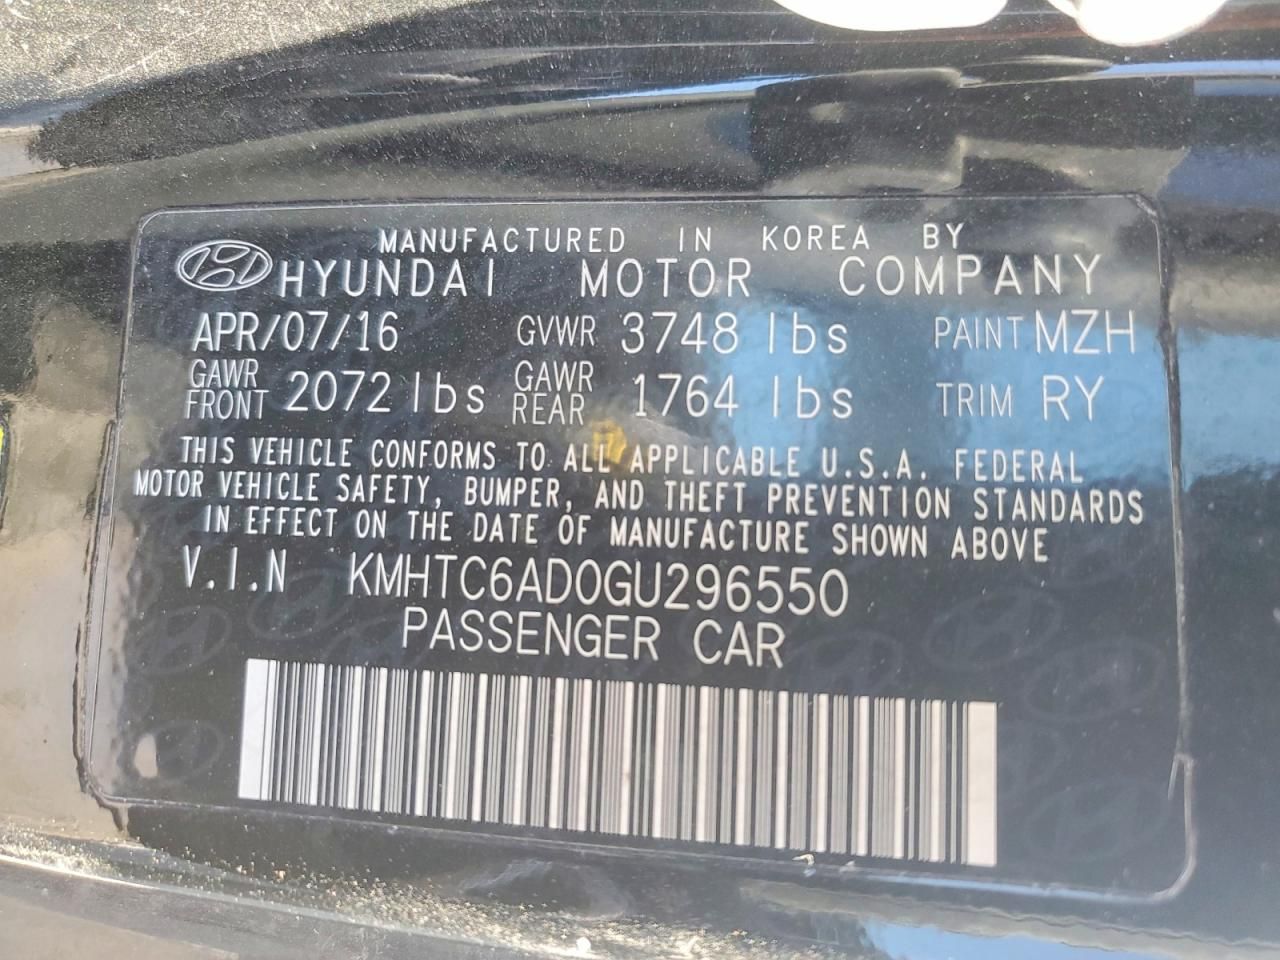 MANUFACTURED IN KOREA BY
HYUNDAI MOTOR COMPANY
APR/07/16 GVWR 3748 lbs PAINT MZH
GAWR FRONT 2072 lbs GAWR REAR 1764 lbs TRIM RY
THIS VEHICLE CONFORMS TO ALL APPLICABLE U.S.A. FEDERAL
MOTOR VEHICLE SAFETY, BUMPER, AND THEFT PREVENTION STANDARDS
IN EFFECT ON THE DATE OF MANUFACTURE SHOWN ABOVE
V.I.N KMHTC6AD0GU296550
PASSENGER CAR